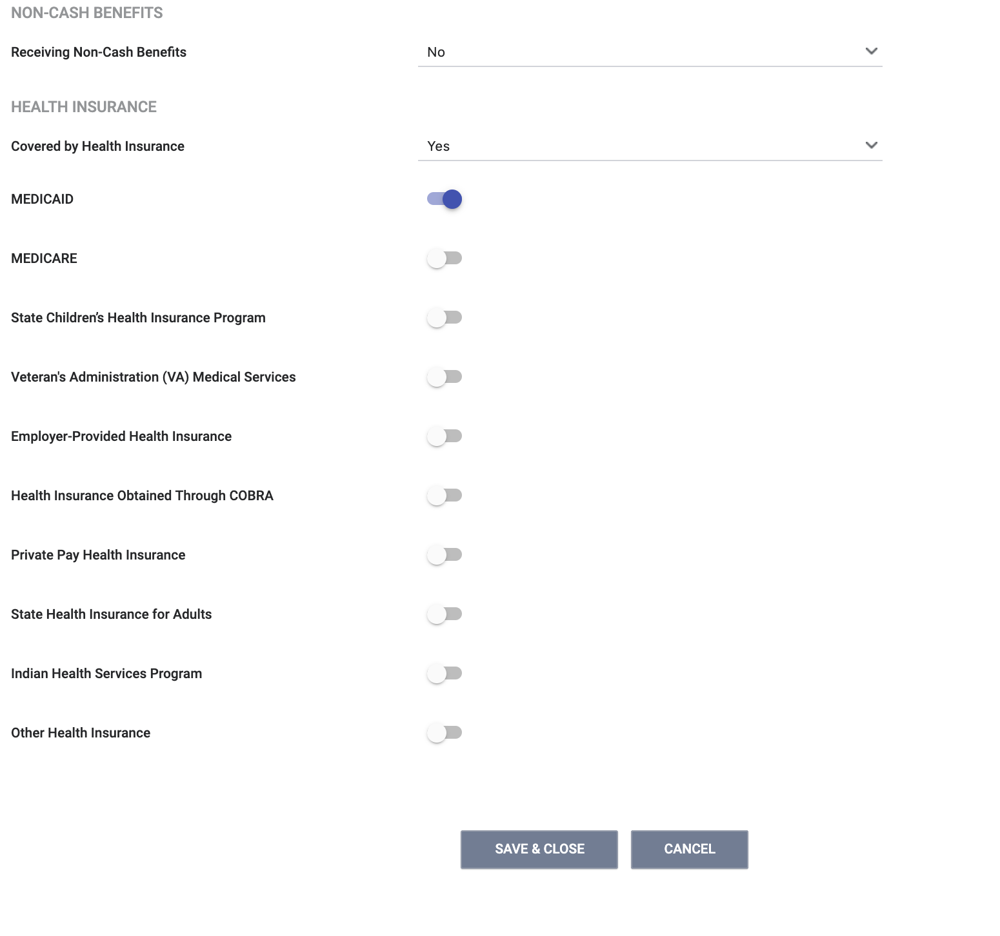 NON-CASH BENEFITS
Receiving Non-Cash Benefits No
HEALTH INSURANCE
Covered by Health Insurance Yes
MEDICAID
MEDICARE
State Children’s Health Insurance Program
Veteran's Administration (VA) Medical Services
Employer-Provided Health Insurance
Health Insurance Obtained Through COBRA
Private Pay Health Insurance
State Health Insurance for Adults
Indian Health Services Program
Other Health Insurance
SAVE & CLOSE CANCEL